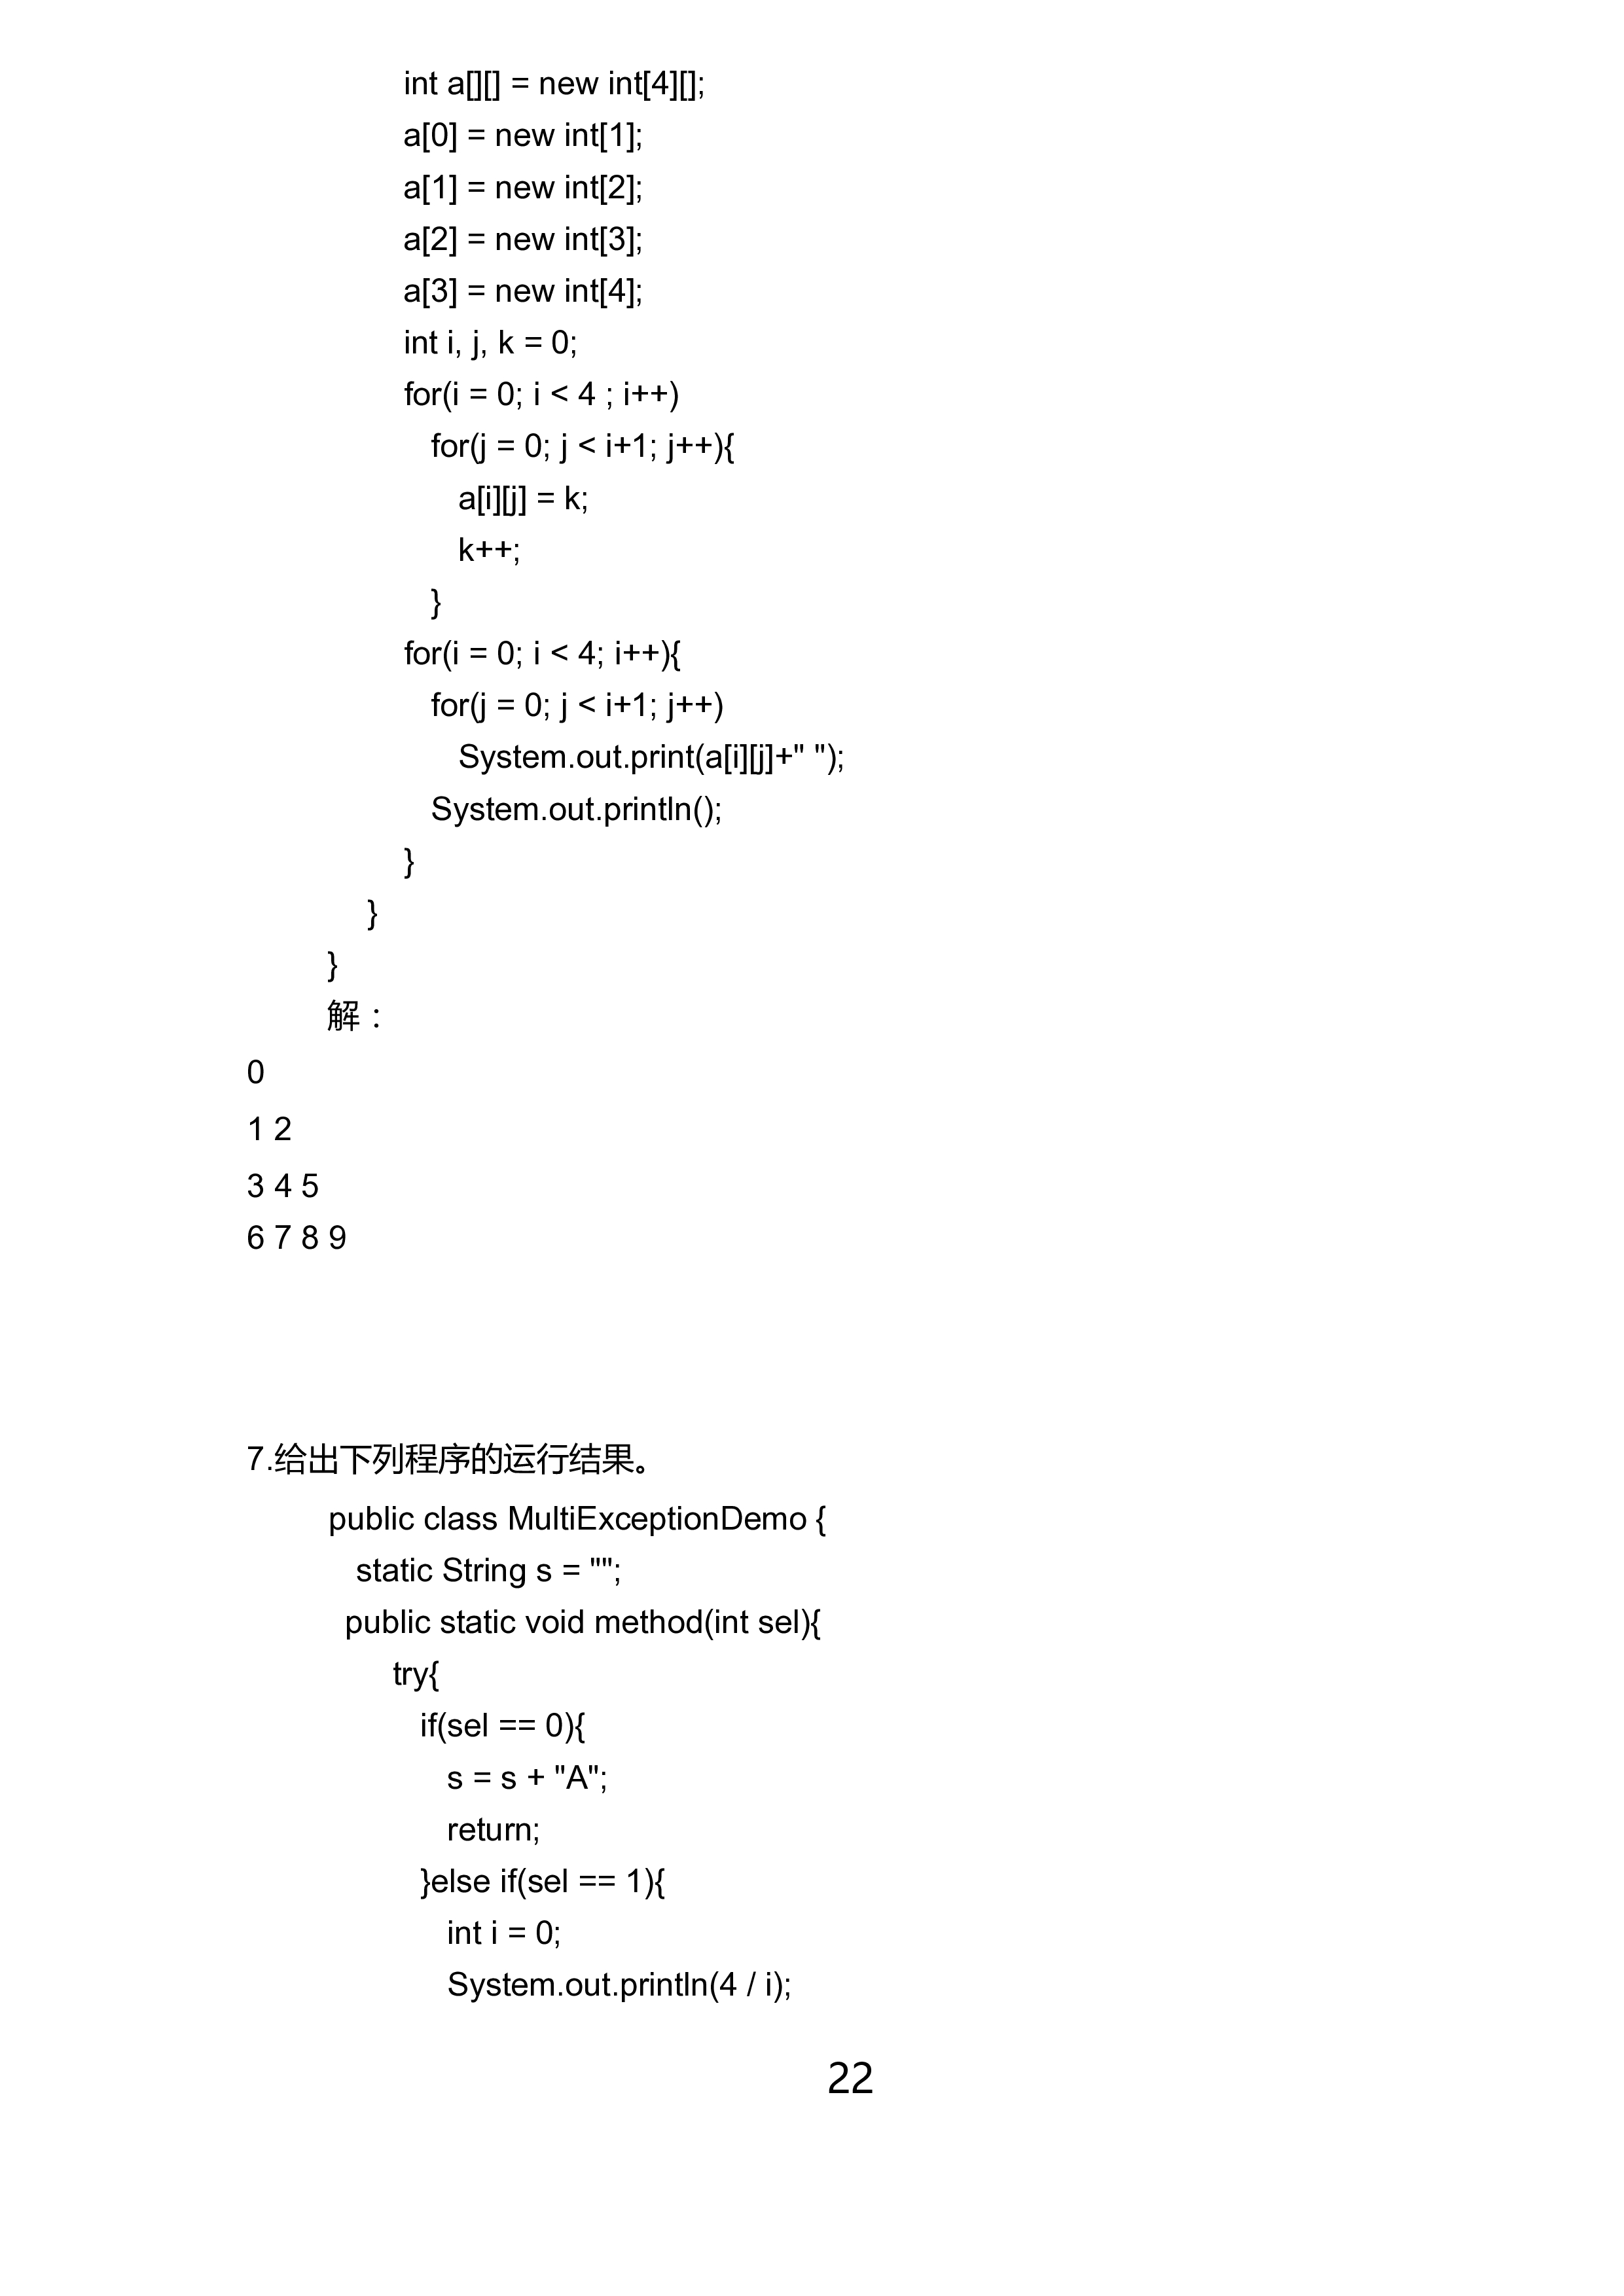 int a[][] = new int[4][];
a[0] = new int[1];
a[1] = new int[2];
a[2] = new int[3];
a[3] = new int[4];
int i, j, k = 0;
for(i = 0; i < 4 ; i++)
for(j = 0; j < i+1; j++){
a[i][j] = k;
k++;
}
for(i = 0; i < 4; i++){
for(j = 0; j < i+1; j++)
System.out.print(a[i][j]+" ");
System.out.println();
}
}
}
解：
0
1 2
3 4 5
6 7 8 9
7.给出下列程序的运行结果。
public class MultiExceptionDemo {
static String s = "";
public static void method(int sel){
try{
if(sel == 0){
s = s + "A";
return;
}else if(sel == 1){
int i = 0;
System.out.println(4 / i);
22